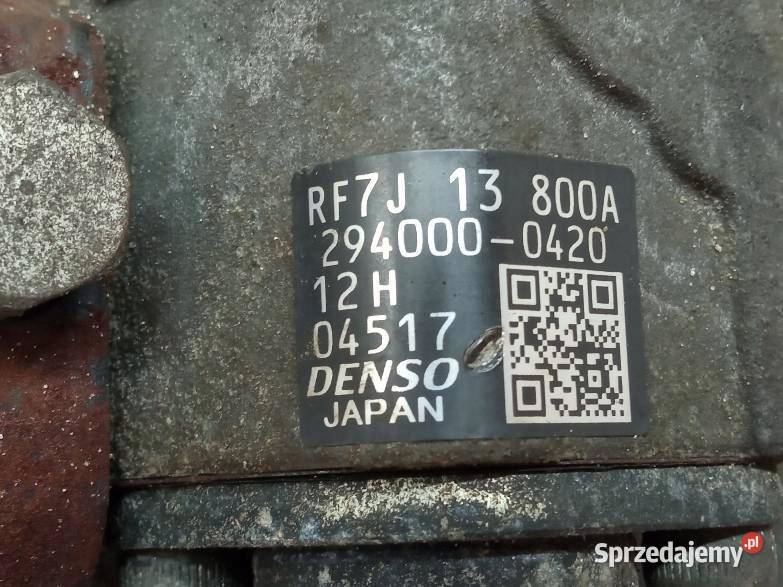 RF7J 13 800A
294000-0420
12H
04517
DENSO
JAPAN
Sprzedajemy.pl